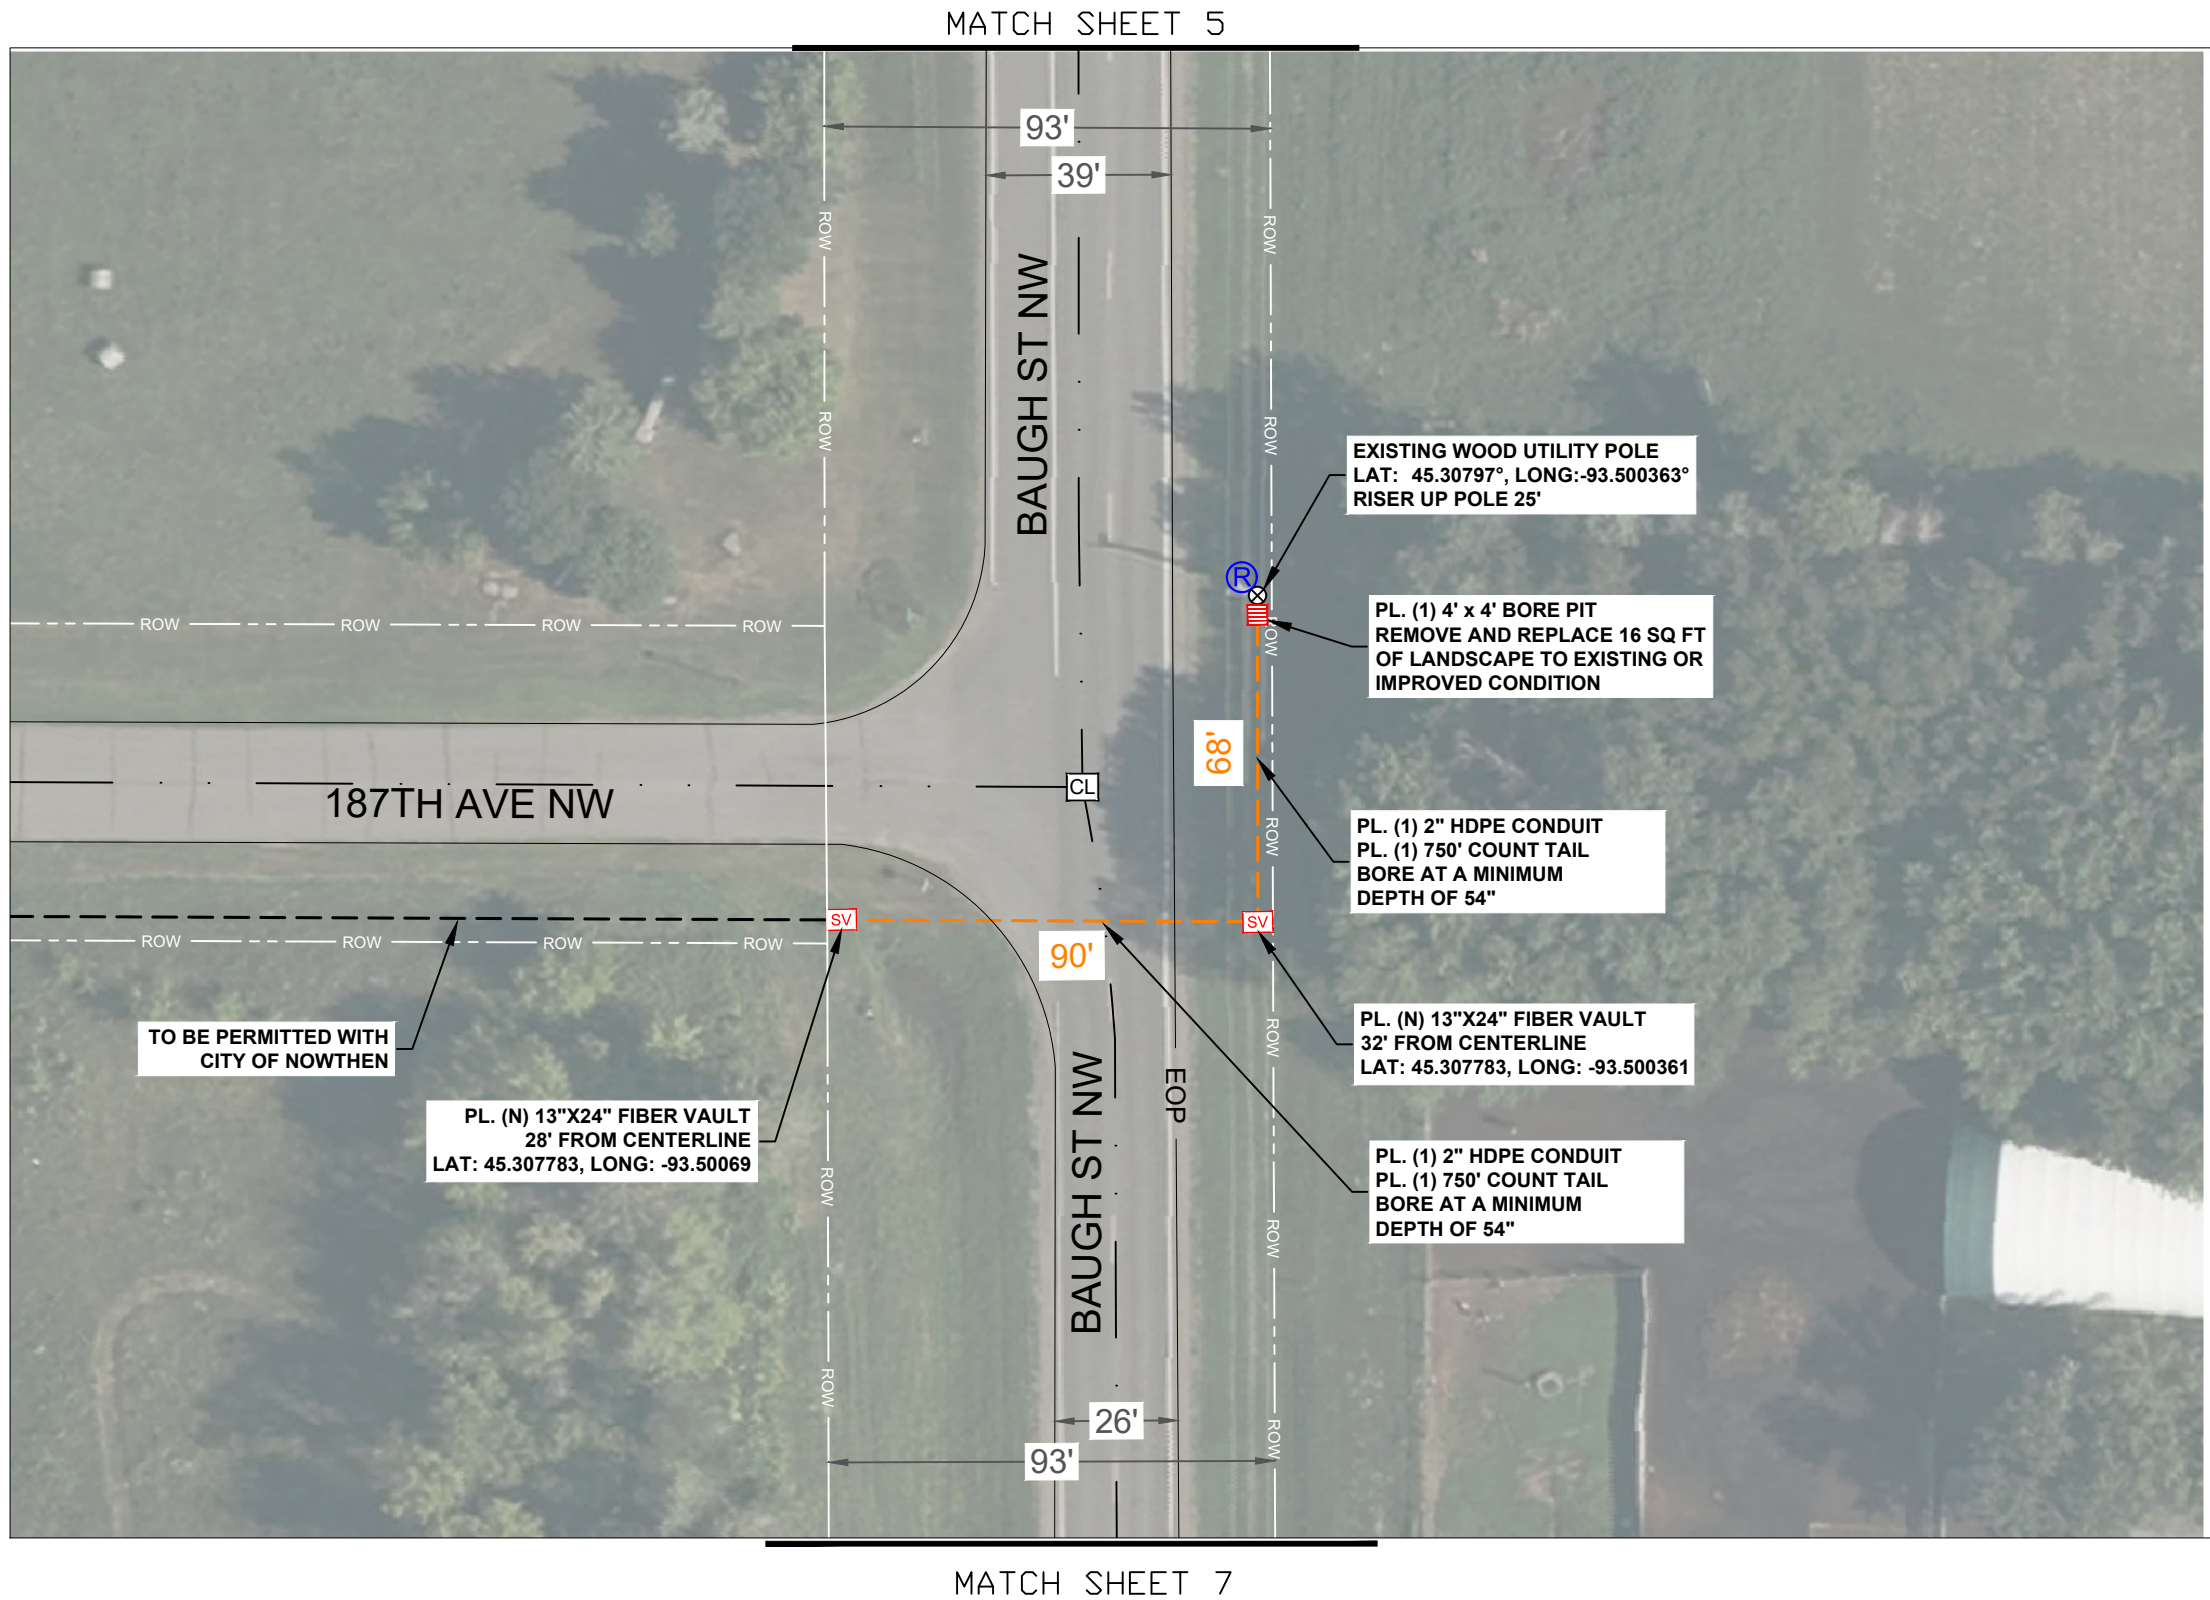 MATCH SHEET 5
93'
39'
ROW
ROW
BAUGH ST NW
ROW
ROW
EXISTING WOOD UTILITY POLE
LAT: 45.30797°, LONG:-93.500363°
RISER UP POLE 25'
®
PL. (1) 4' x 4' BORE PIT
REMOVE AND REPLACE 16 SQ FT
OF LANDSCAPE TO EXISTING OR
IMPROVED CONDITION
ROW
ROW
ROW
ROW
ROW
68'
CL
187TH AVE NW
PL. (1) 2" HDPE CONDUIT
PL. (1) 750' COUNT TAIL
BORE AT A MINIMUM
DEPTH OF 54"
ROW
SV
SV
ROW
ROW
ROW
ROW
90'
TO BE PERMITTED WITH
CITY OF NOWTHEN
PL. (N) 13"X24" FIBER VAULT
32' FROM CENTERLINE
LAT: 45.307783, LONG: -93.500361
ROW
EOP
BAUGH ST NW
PL. (N) 13"X24" FIBER VAULT
28' FROM CENTERLINE
LAT: 45.307783, LONG: -93.50069
PL. (1) 2" HDPE CONDUIT
PL. (1) 750' COUNT TAIL
BORE AT A MINIMUM
DEPTH OF 54"
ROW
ROW
ROW
ROW
26'
93'
MATCH SHEET 7